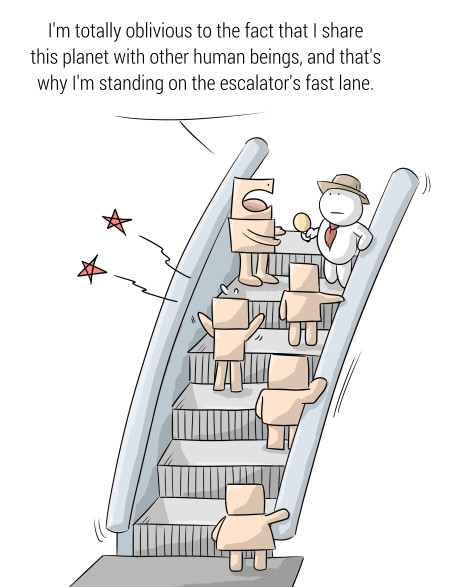 I'm totally oblivious to the fact that I share
this planet with other human beings, and that's
why I'm standing on the escalator's fast lane.